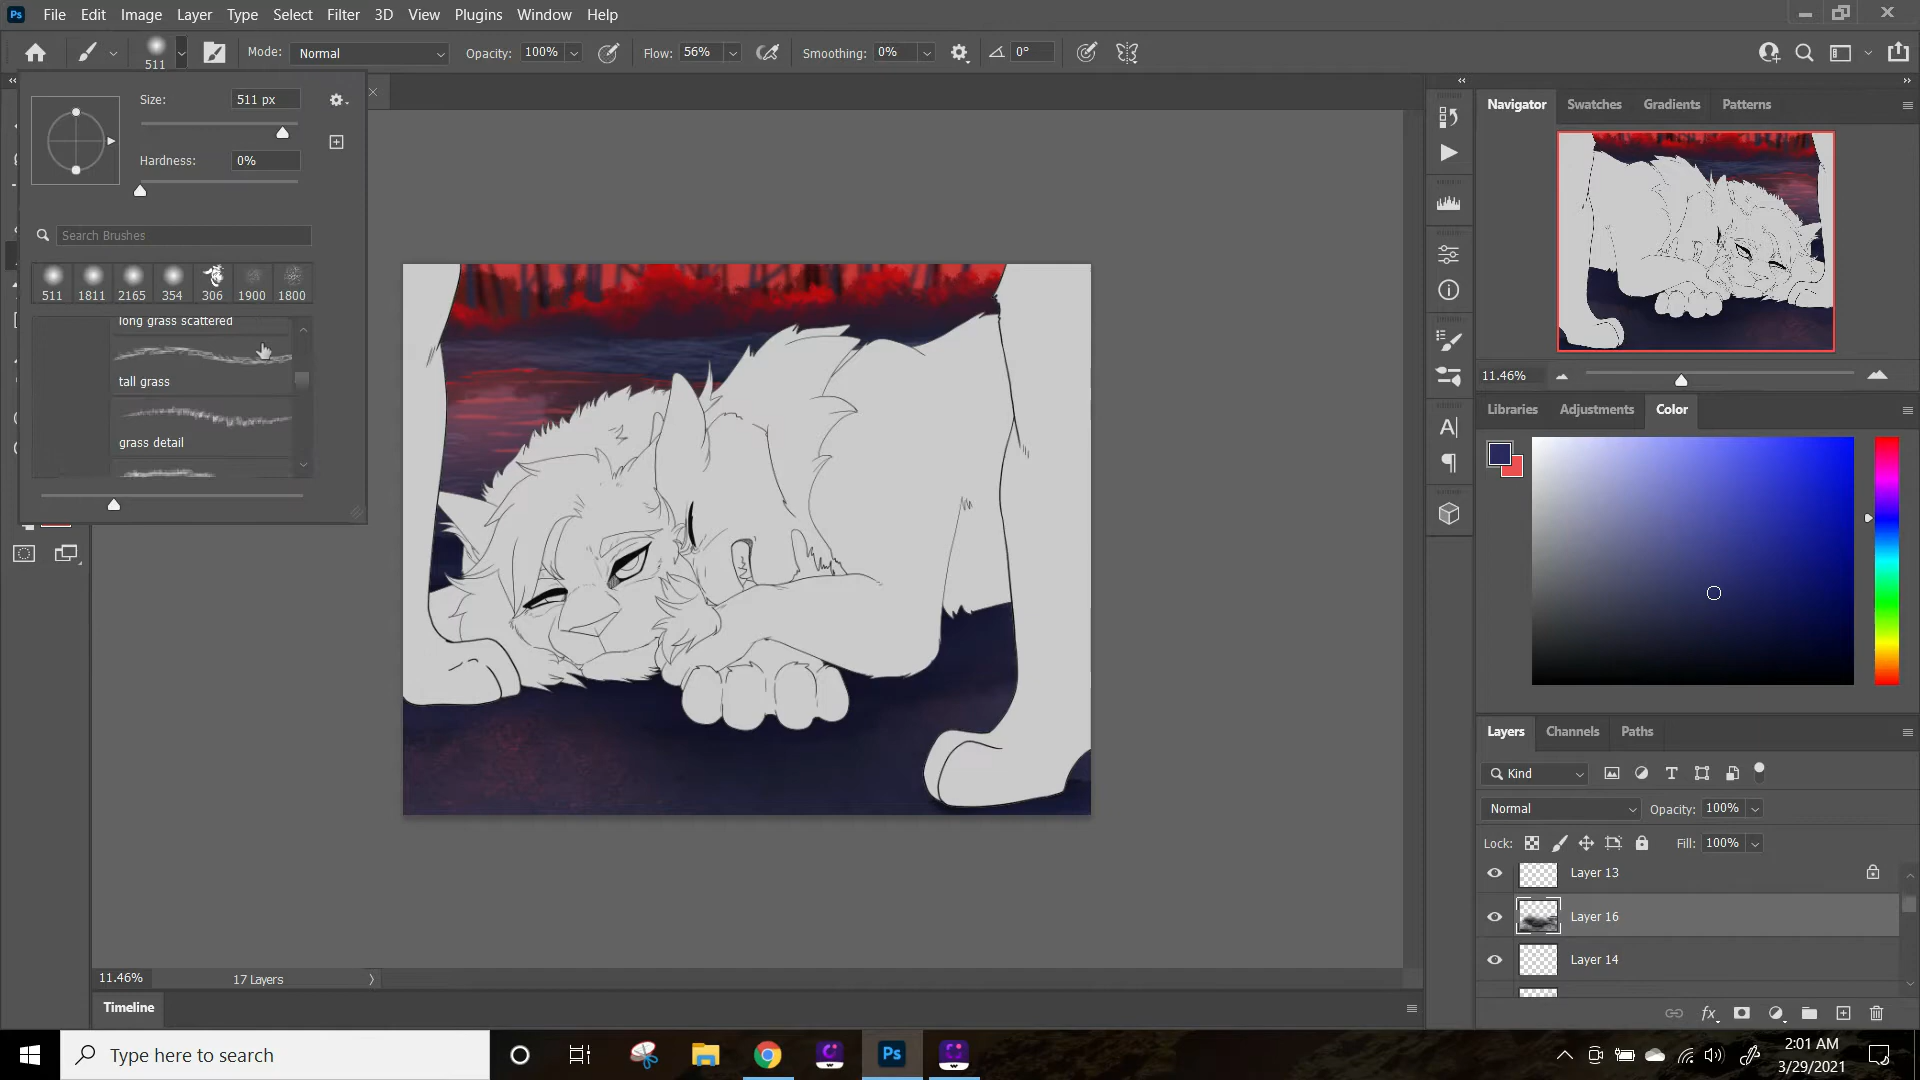 Ps File Edit Image Layer Type Select Filter 3D View Plugins Window Help
511 Mode: Normal Opacity: 100% Flow: 56% Smoothing: 0% 0°
Size: 511 px
Hardness: 0%
Search Brushes
511 1811 2165 354 306 1900 1800
long grass scattered
tall grass
grass detail
Navigator Swatches Gradients Patterns
11.46%
Libraries Adjustments Color
Layers Channels Paths
Kind
Normal Opacity: 100%
Lock: Fill: 100%
Layer 13
Layer 16
Layer 14
fx
11.46% 17 Layers
Timeline
Type here to search
Ps
2:01 AM
3/29/2021